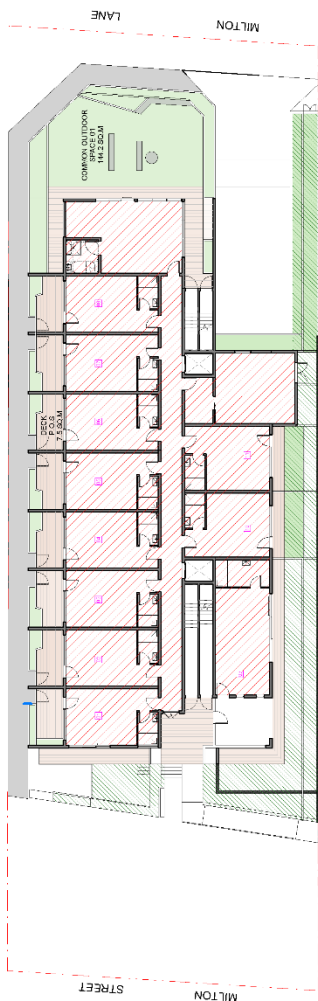 LANE
MILTON
COMMON OUTDOOR
SPACE 01
144.2 SQ.M
DECK
P.O.S
7.5 SQ.M
STREET
MILTON